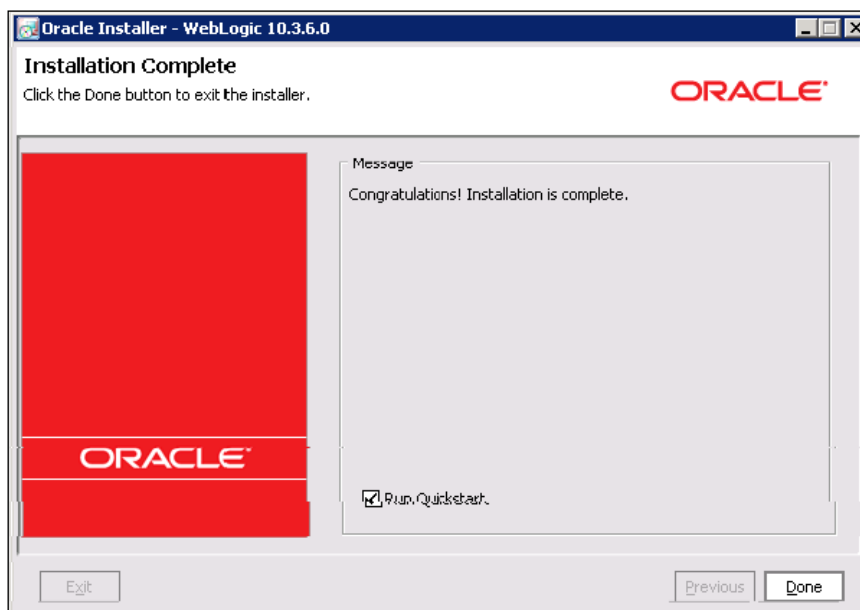 Oracle Installer - WebLogic 10.3.6.0
Installation Complete
Click the Done button to exit the installer.
ORACLE
Message
Congratulations! Installation is complete.
ORACLE
Run Quickstart.
Exit
Previous
Done